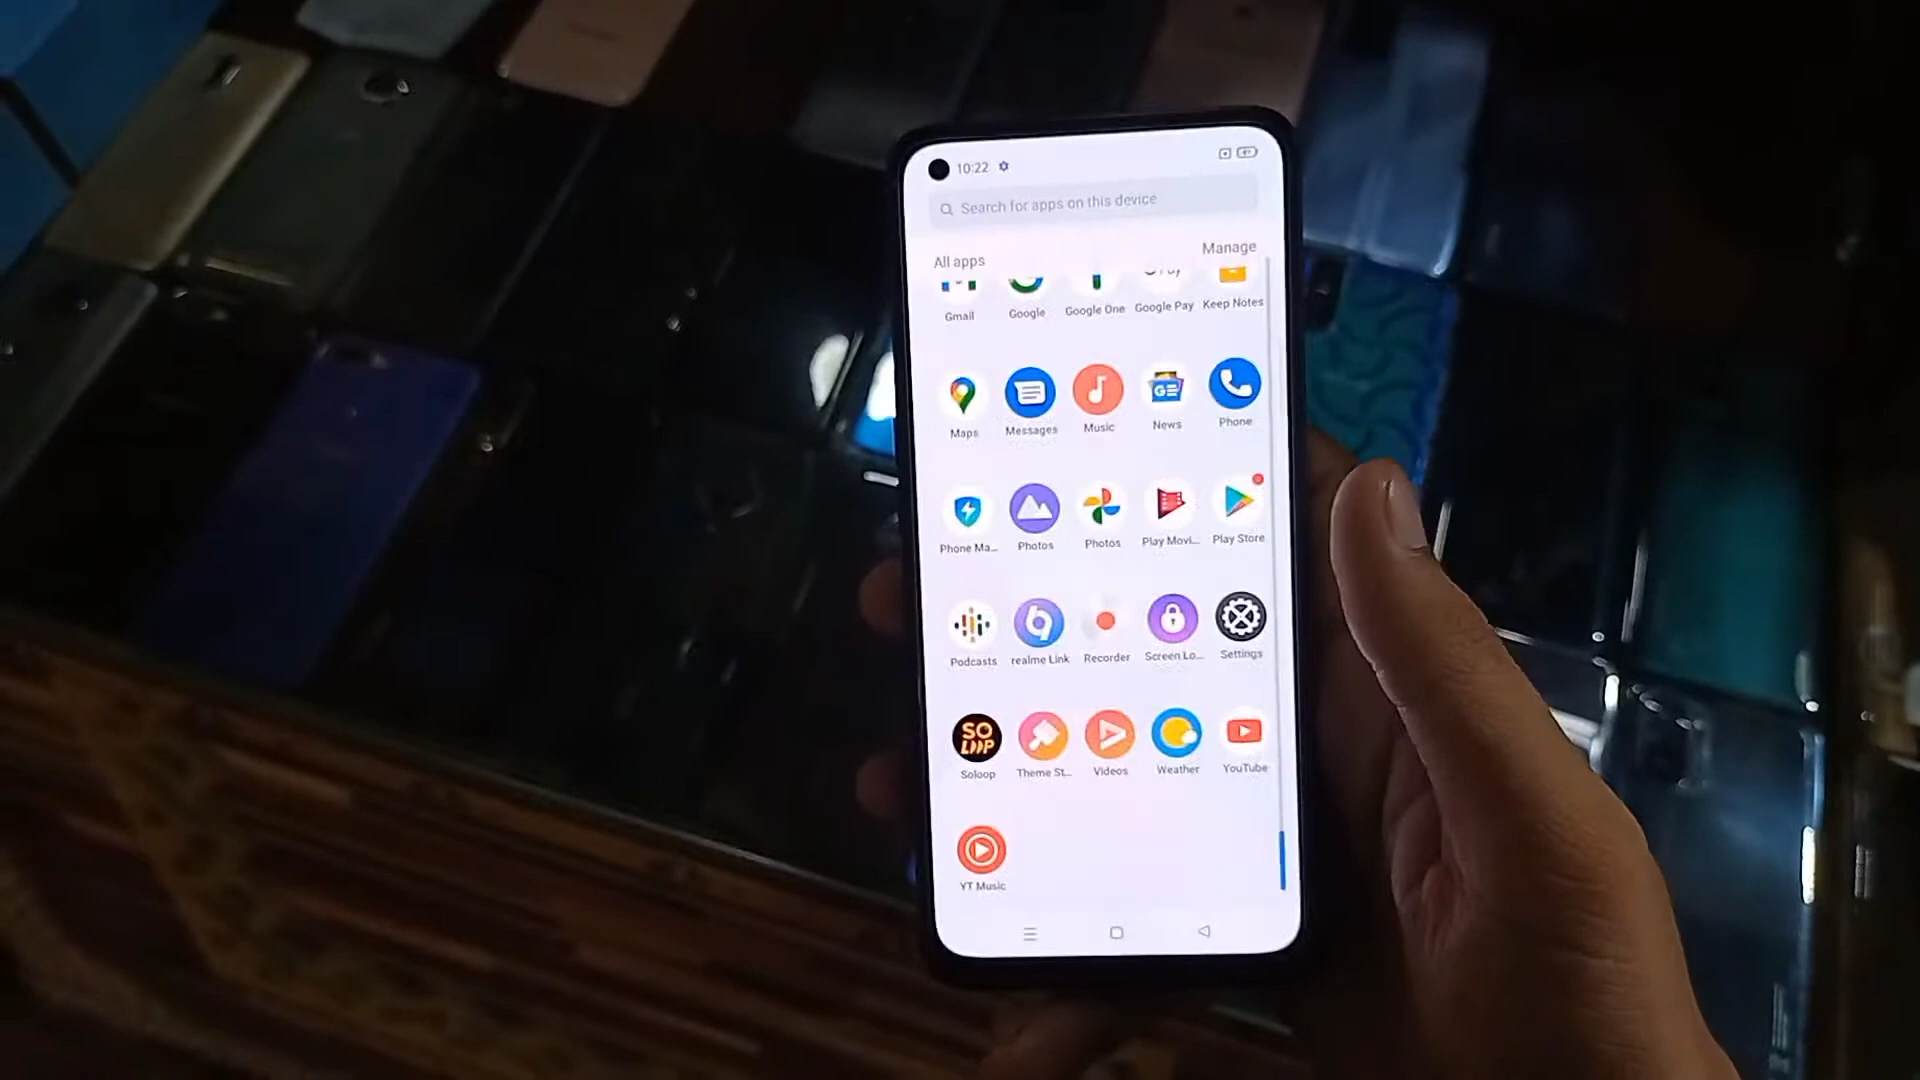 10:22
Search for apps on this device
All apps
Manage
Gmail
Google
Google One
Google Pay
Keep Notes
Maps
Messages
Music
News
Phone
Phone Ma...
Photos
Photos
Play Movi...
Play Store
Podcasts
realme Link
Recorder
Screen Lo...
Settings
SO
LOOP
Soloop
Theme St...
Videos
Weather
YouTube
YT Music